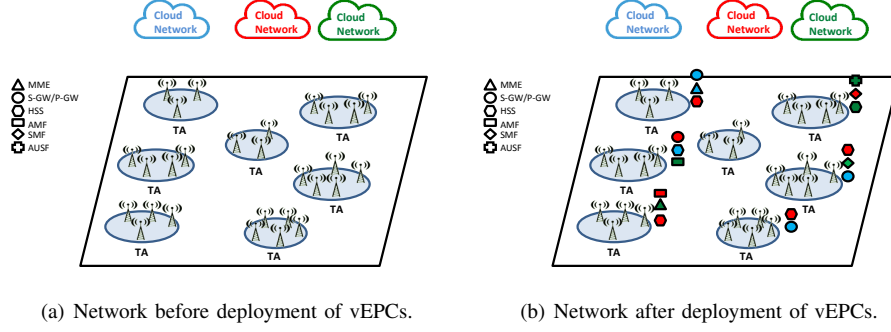 Cloud
Network
Cloud
Network
Cloud
Network
MME
S-GW/P-GW
HSS
AMF
SMF
AUSF
TA
TA
TA
TA
TA
TA
TA
(a) Network before deployment of vEPCs.
Cloud
Network
Cloud
Network
Cloud
Network
MME
S-GW/P-GW
HSS
AMF
SMF
AUSF
TA
TA
TA
TA
TA
TA
TA
(b) Network after deployment of vEPCs.